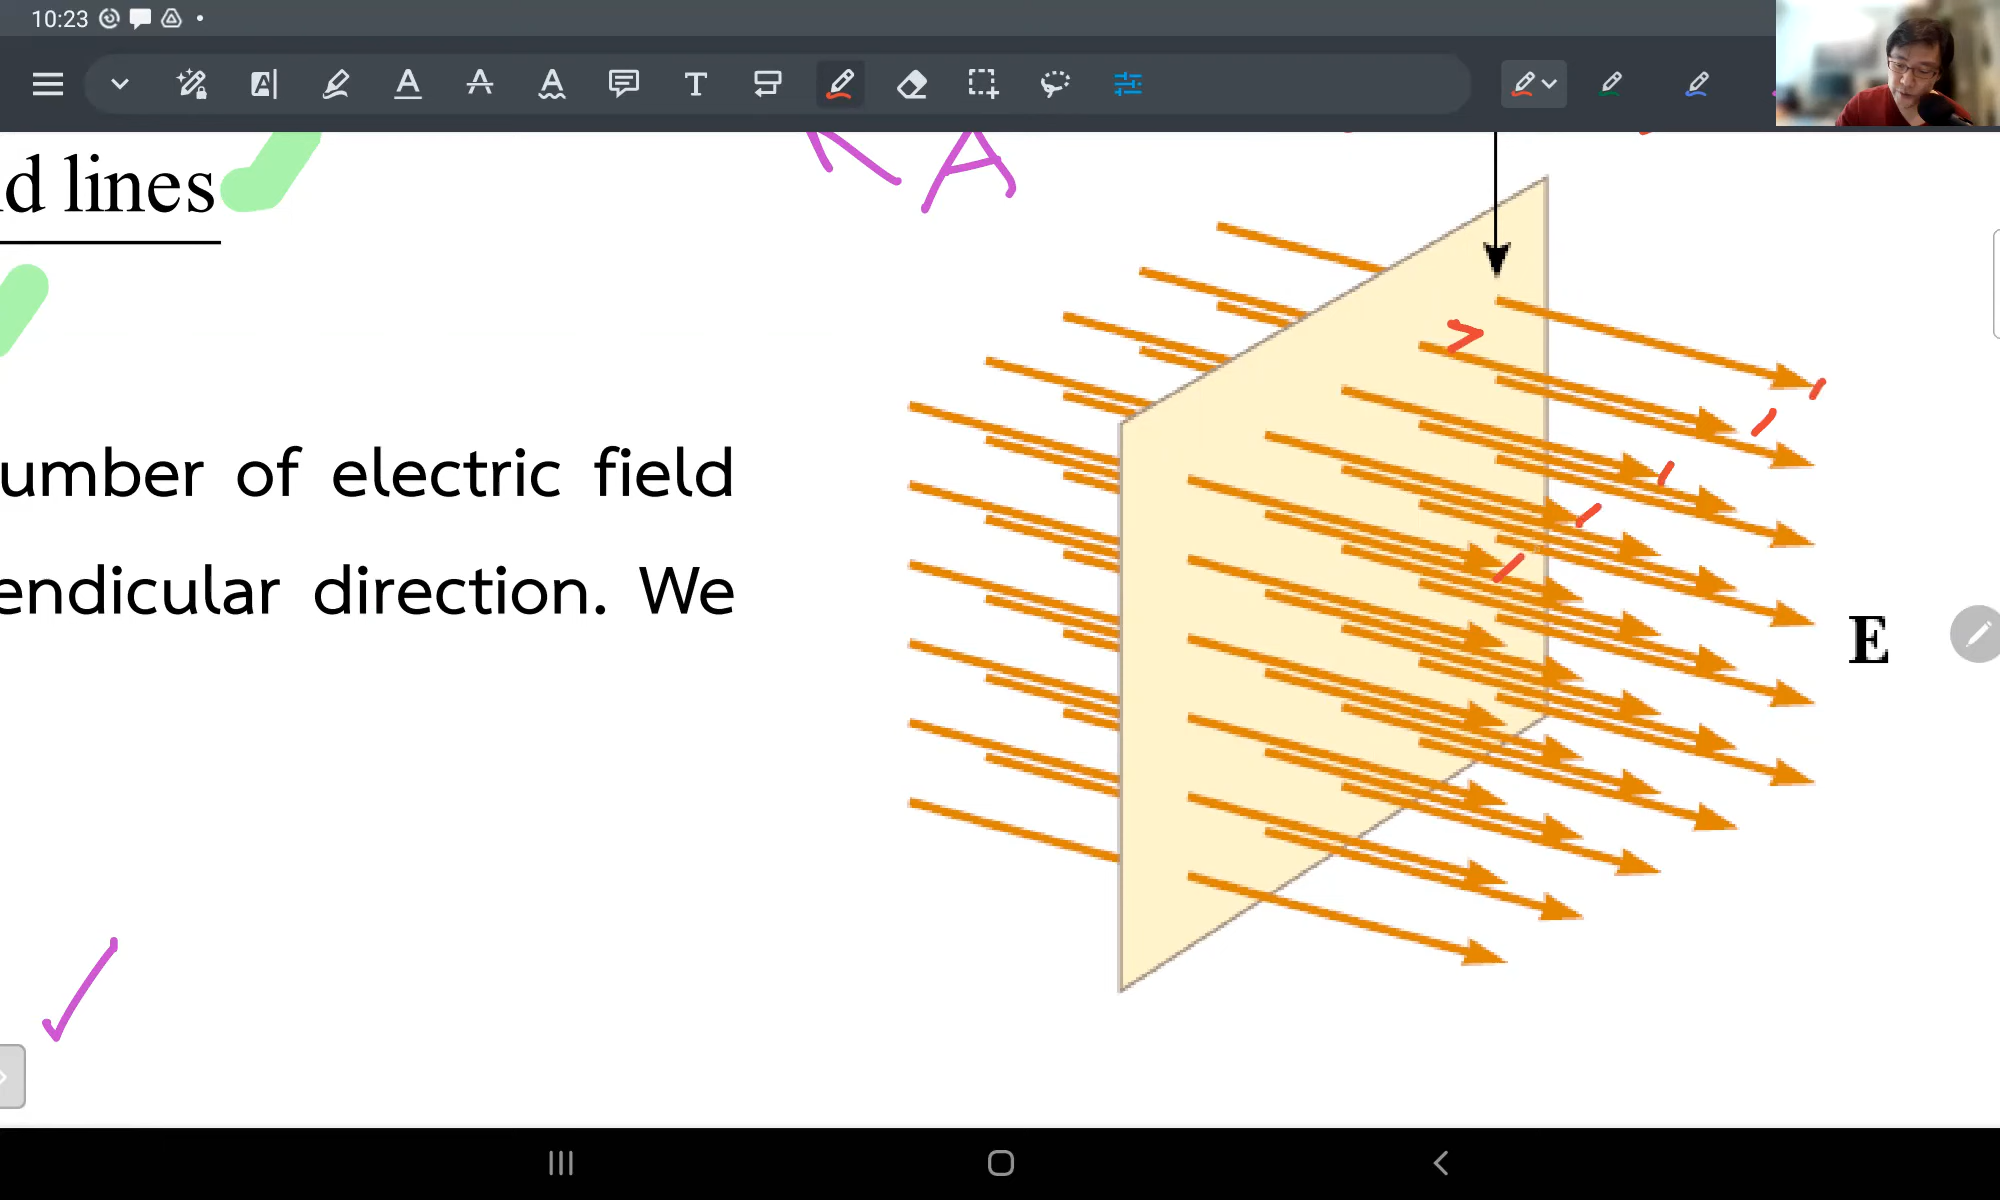 10:23
A
T
A
d lines
umber of electric field
endicular direction. We
E